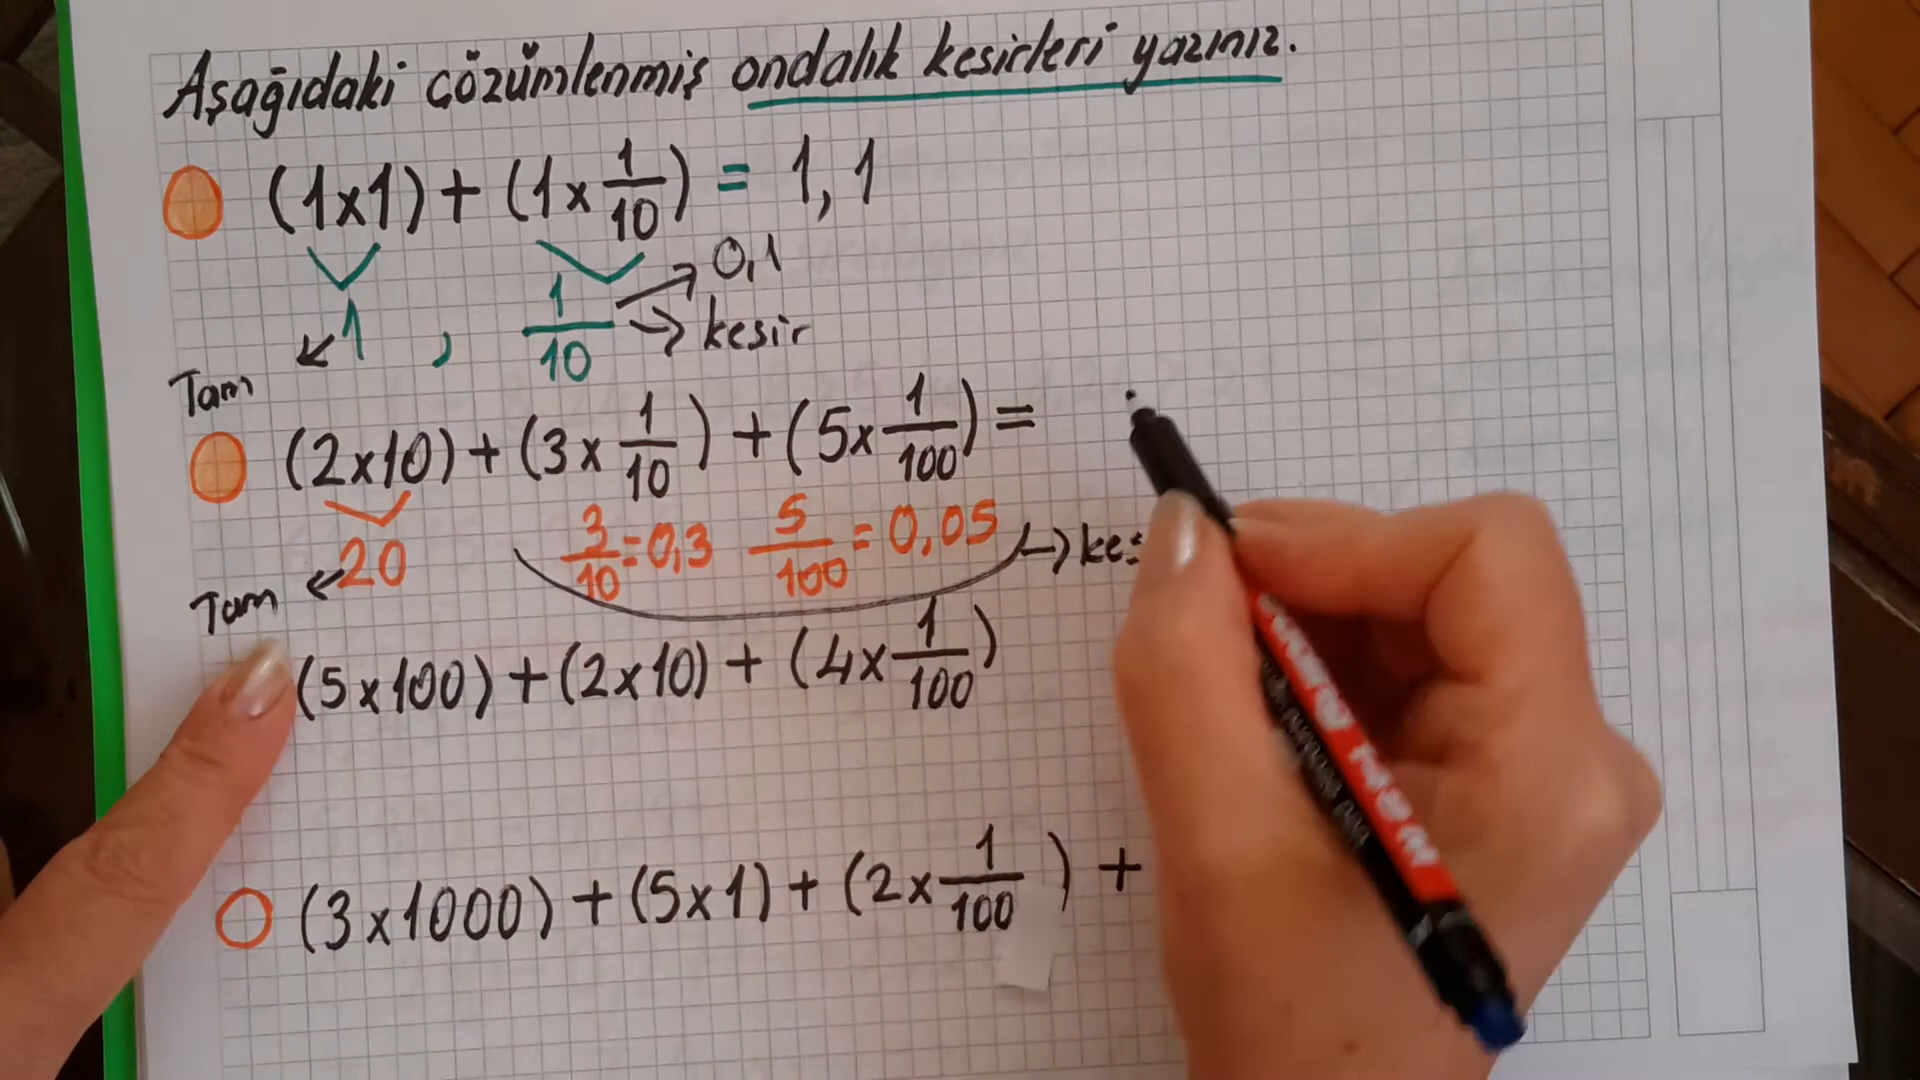 Aşağıdaki çözümlenmiş ondalık kesirleri yazınız.
(1x1) + (1x 1/10) = 1,1
1 , 1/10 → 0,1
→ kesir
Tam
(2x10) + (3x 1/10) + (5x 1/100) =
20 3/10 = 0,3 5/100 = 0,05
Tam
(5x100) + (2x10) + (4x 1/100)
(3x1000) + (5x1) + (2x 1/100) +